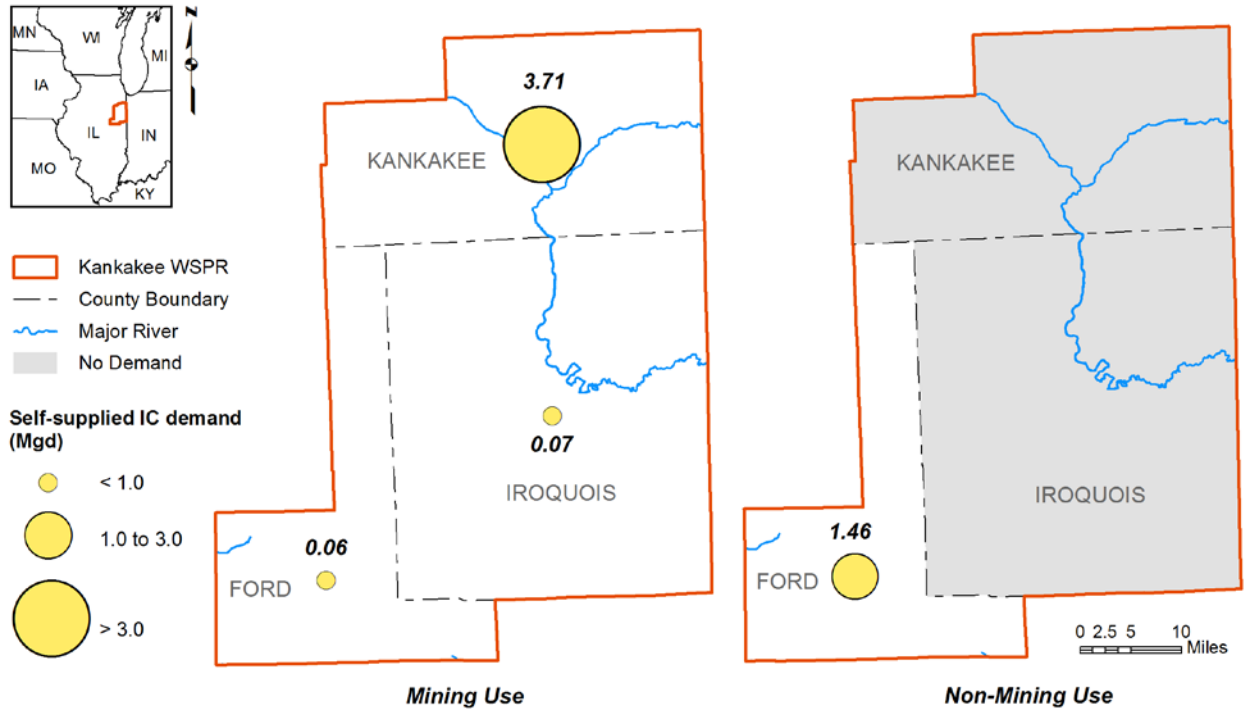 N
MN
WI
MI
IA
IL
IN
MO
KY
Kankakee WSPR
County Boundary
Major River
No Demand
Self-supplied IC demand
(Mgd)
< 1.0
1.0 to 3.0
> 3.0
3.71
KANKAKEE
0.07
IROQUOIS
0.06
FORD
Mining Use
KANKAKEE
IROQUOIS
1.46
FORD
0 2.5 5 10
Miles
Non-Mining Use